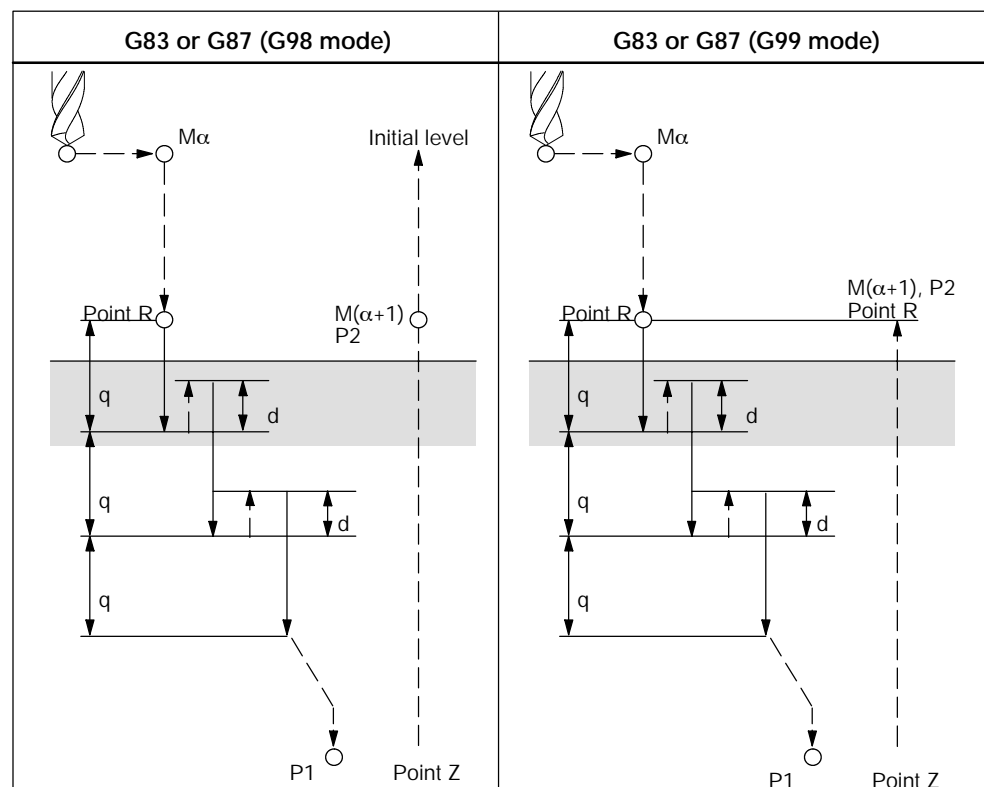 G83 or G87 (G98 mode)
Mα
Initial level
Point R
M(α+1)
P2
q
d
q
d
q
P1
Point Z
G83 or G87 (G99 mode)
Mα
M(α+1), P2
Point R
Point R
q
d
q
d
q
P1
Point Z